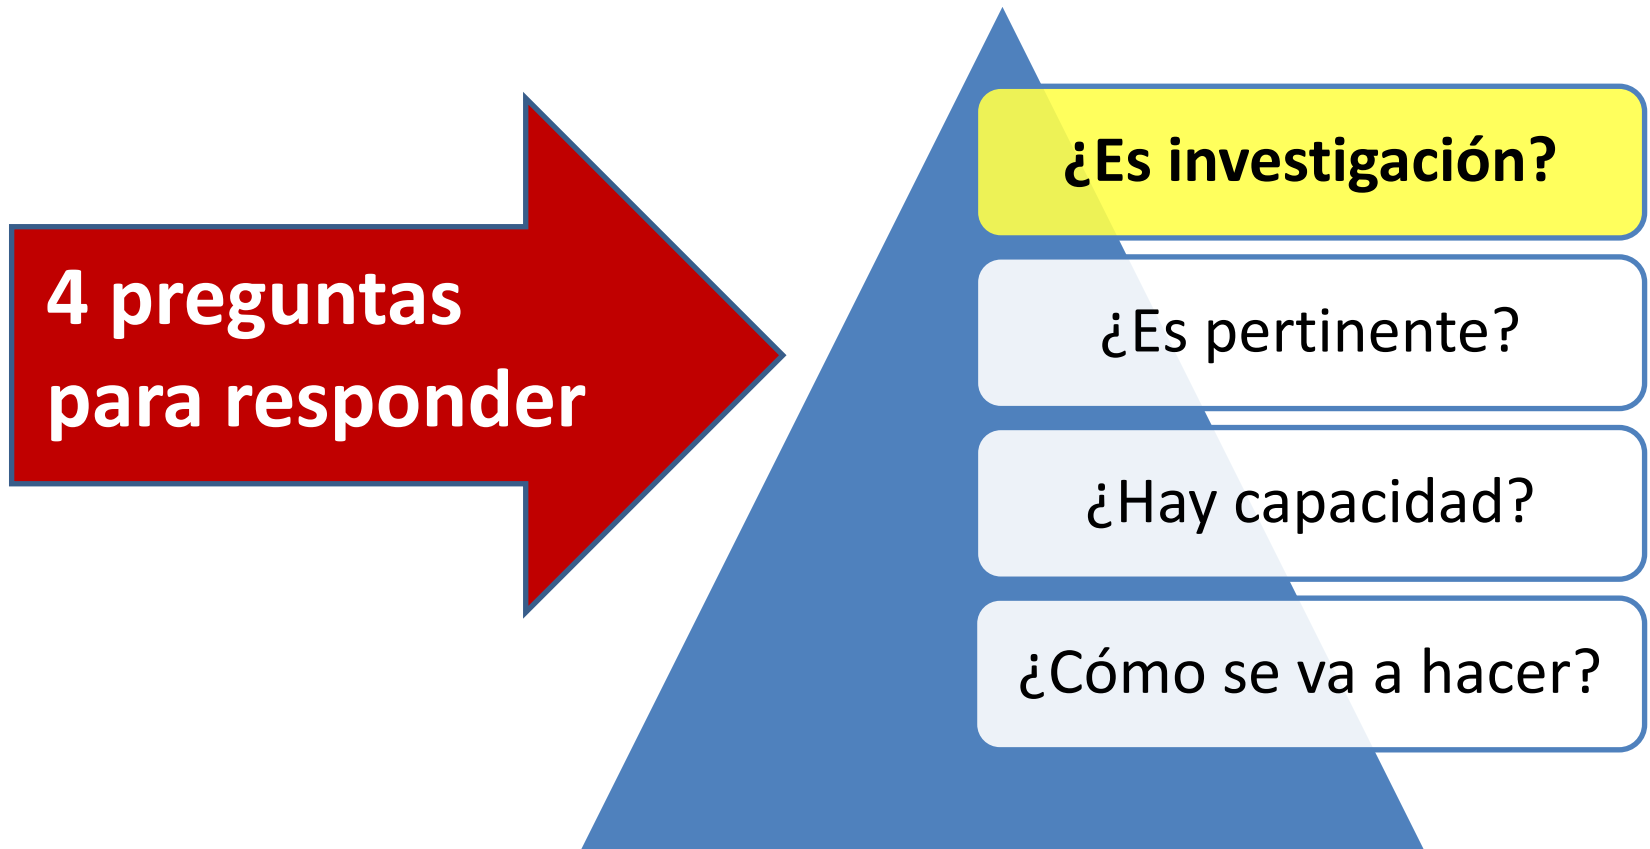 4 preguntas
para responder
¿Es investigación?
¿Es pertinente?
¿Hay capacidad?
¿Cómo se va a hacer?